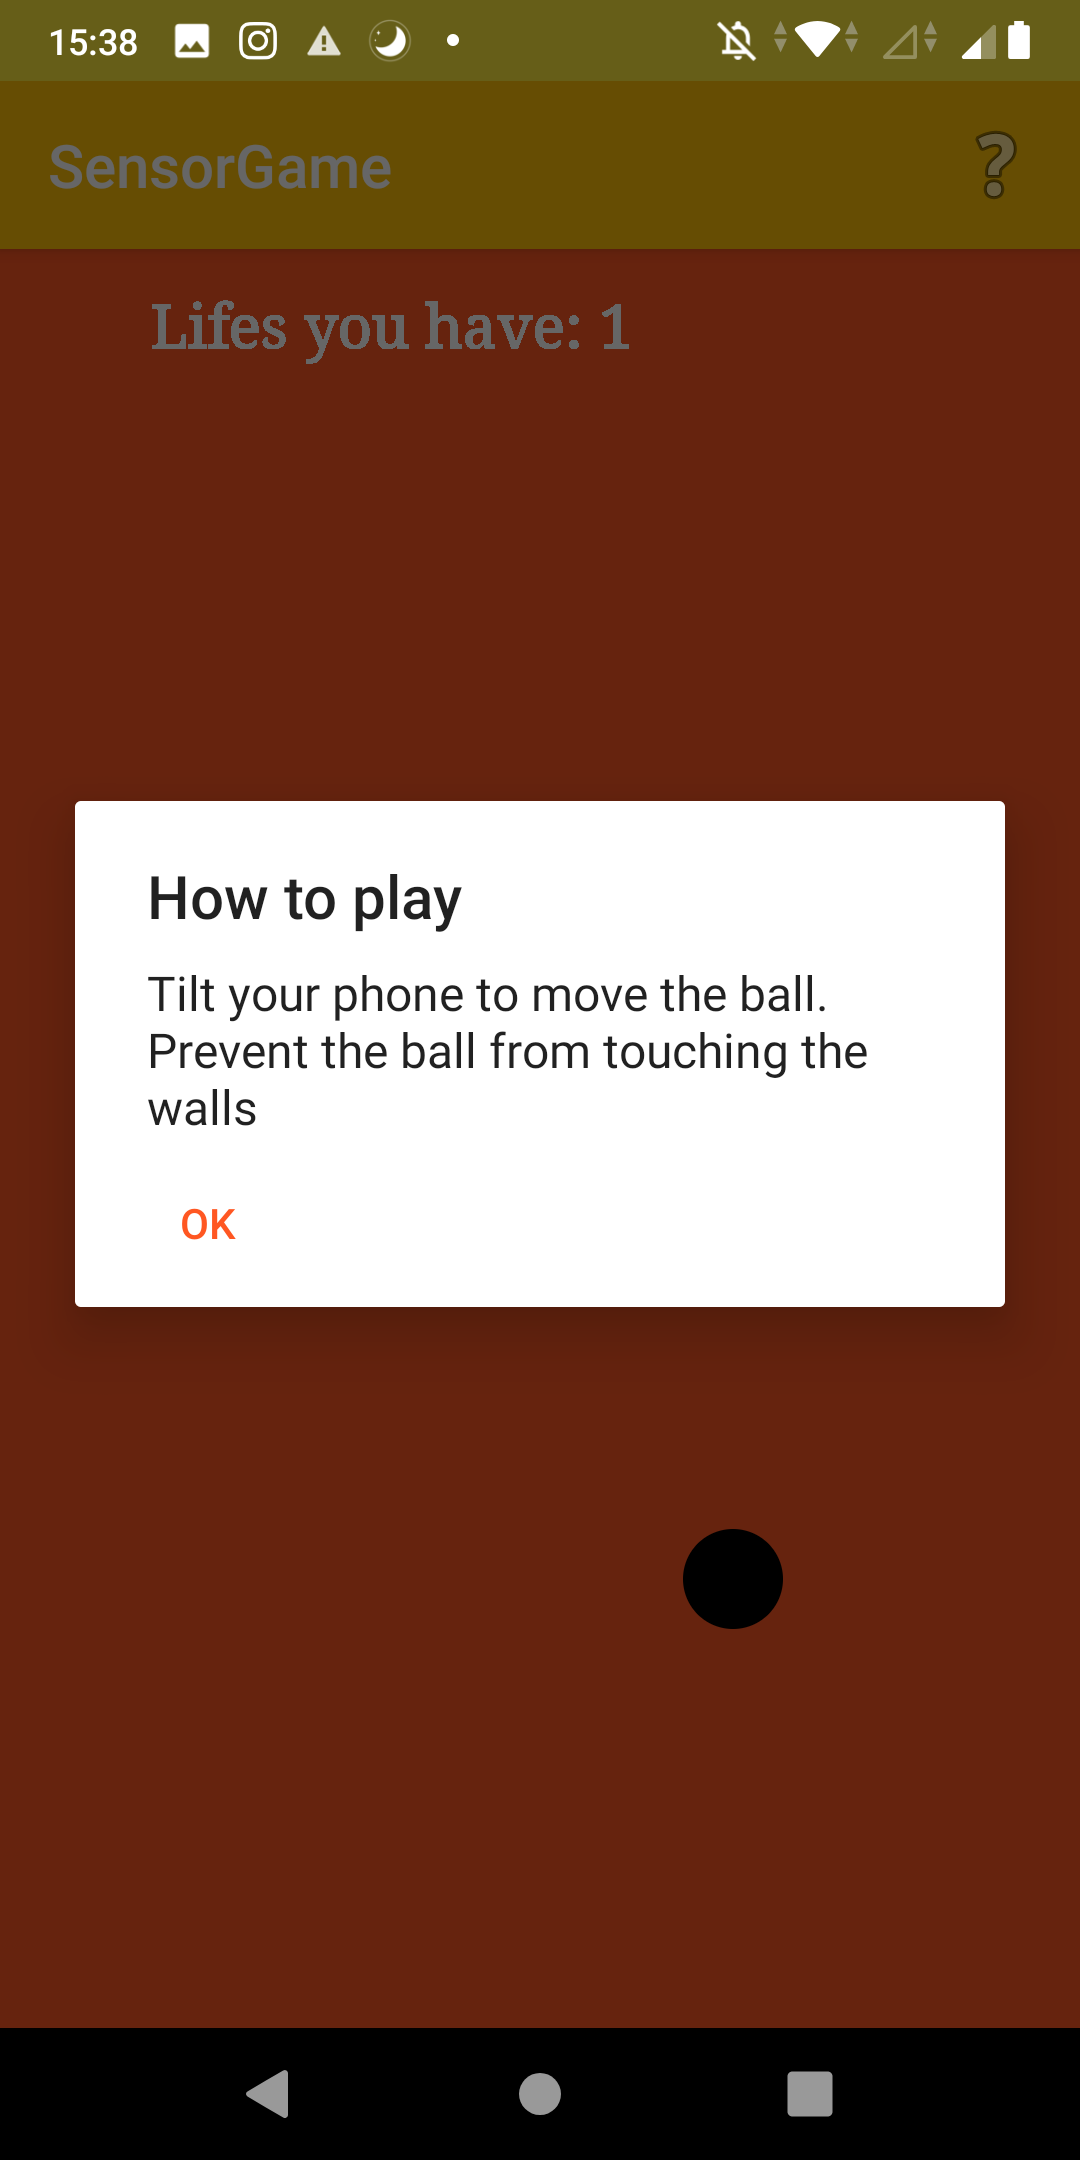 15:38
SensorGame
?
Lifes you have: 1
How to play
Tilt your phone to move the ball.
Prevent the ball from touching the
walls
OK